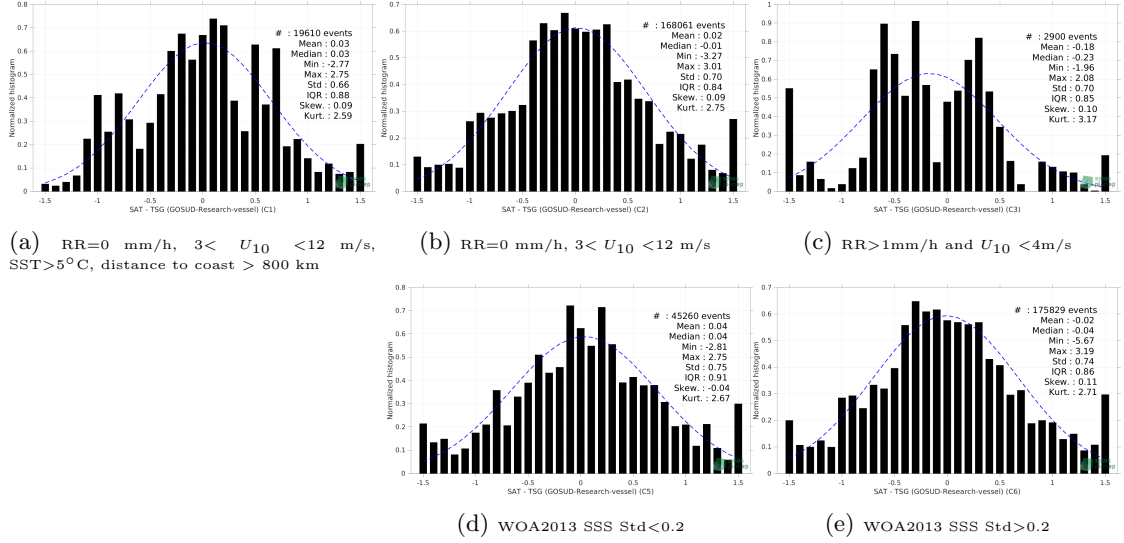 0.8
0.7
0.6
0.5
0.4
0.3
0.2
0.1
0
Normalized histogram
# : 19610 events
Mean : 0.03
Median : 0.03
Min : -2.77
Max : 2.75
Std : 0.66
IQR : 0.88
Skew. : 0.09
Kurt. : 2.59
-1.5 -1 -0.5 0 0.5 1 1.5
SAT - TSG (GOSUD-Research-vessel) (C1)
(a) RR=0 mm/h, 3< U10 <12 m/s,
SST>5°C, distance to coast > 800 km
0.7
0.6
0.5
0.4
0.3
0.2
0.1
0
Normalized histogram
# : 168061 events
Mean : 0.02
Median : -0.01
Min : -3.27
Max : 3.01
Std : 0.70
IQR : 0.84
Skew. : 0.09
Kurt. : 2.75
-1.5 -1 -0.5 0 0.5 1 1.5
SAT - TSG (GOSUD-Research-vessel) (C2)
(b) RR=0 mm/h, 3< U10 <12 m/s
1
0.9
0.8
0.7
0.6
0.5
0.4
0.3
0.2
0.1
0
Normalized histogram
# : 2900 events
Mean : -0.18
Median : -0.23
Min : -1.96
Max : 2.08
Std : 0.70
IQR : 0.85
Skew. : 0.10
Kurt. : 3.17
-1.5 -1 -0.5 0 0.5 1 1.5
SAT - TSG (GOSUD-Research-vessel) (C3)
(c) RR>1mm/h and U10 <4m/s
0.8
0.7
0.6
0.5
0.4
0.3
0.2
0.1
0
Normalized histogram
# : 45260 events
Mean : 0.04
Median : 0.04
Min : -2.81
Max : 2.75
Std : 0.75
IQR : 0.91
Skew. : -0.04
Kurt. : 2.67
-1.5 -1 -0.5 0 0.5 1 1.5
SAT - TSG (GOSUD-Research-vessel) (C5)
(d) WOA2013 SSS Std<0.2
0.7
0.6
0.5
0.4
0.3
0.2
0.1
0
Normalized histogram
# : 175829 events
Mean : -0.02
Median : -0.04
Min : -5.67
Max : 3.19
Std : 0.74
IQR : 0.86
Skew. : 0.11
Kurt. : 2.71
-1.5 -1 -0.5 0 0.5 1 1.5
SAT - TSG (GOSUD-Research-vessel) (C6)
(e) WOA2013 SSS Std>0.2